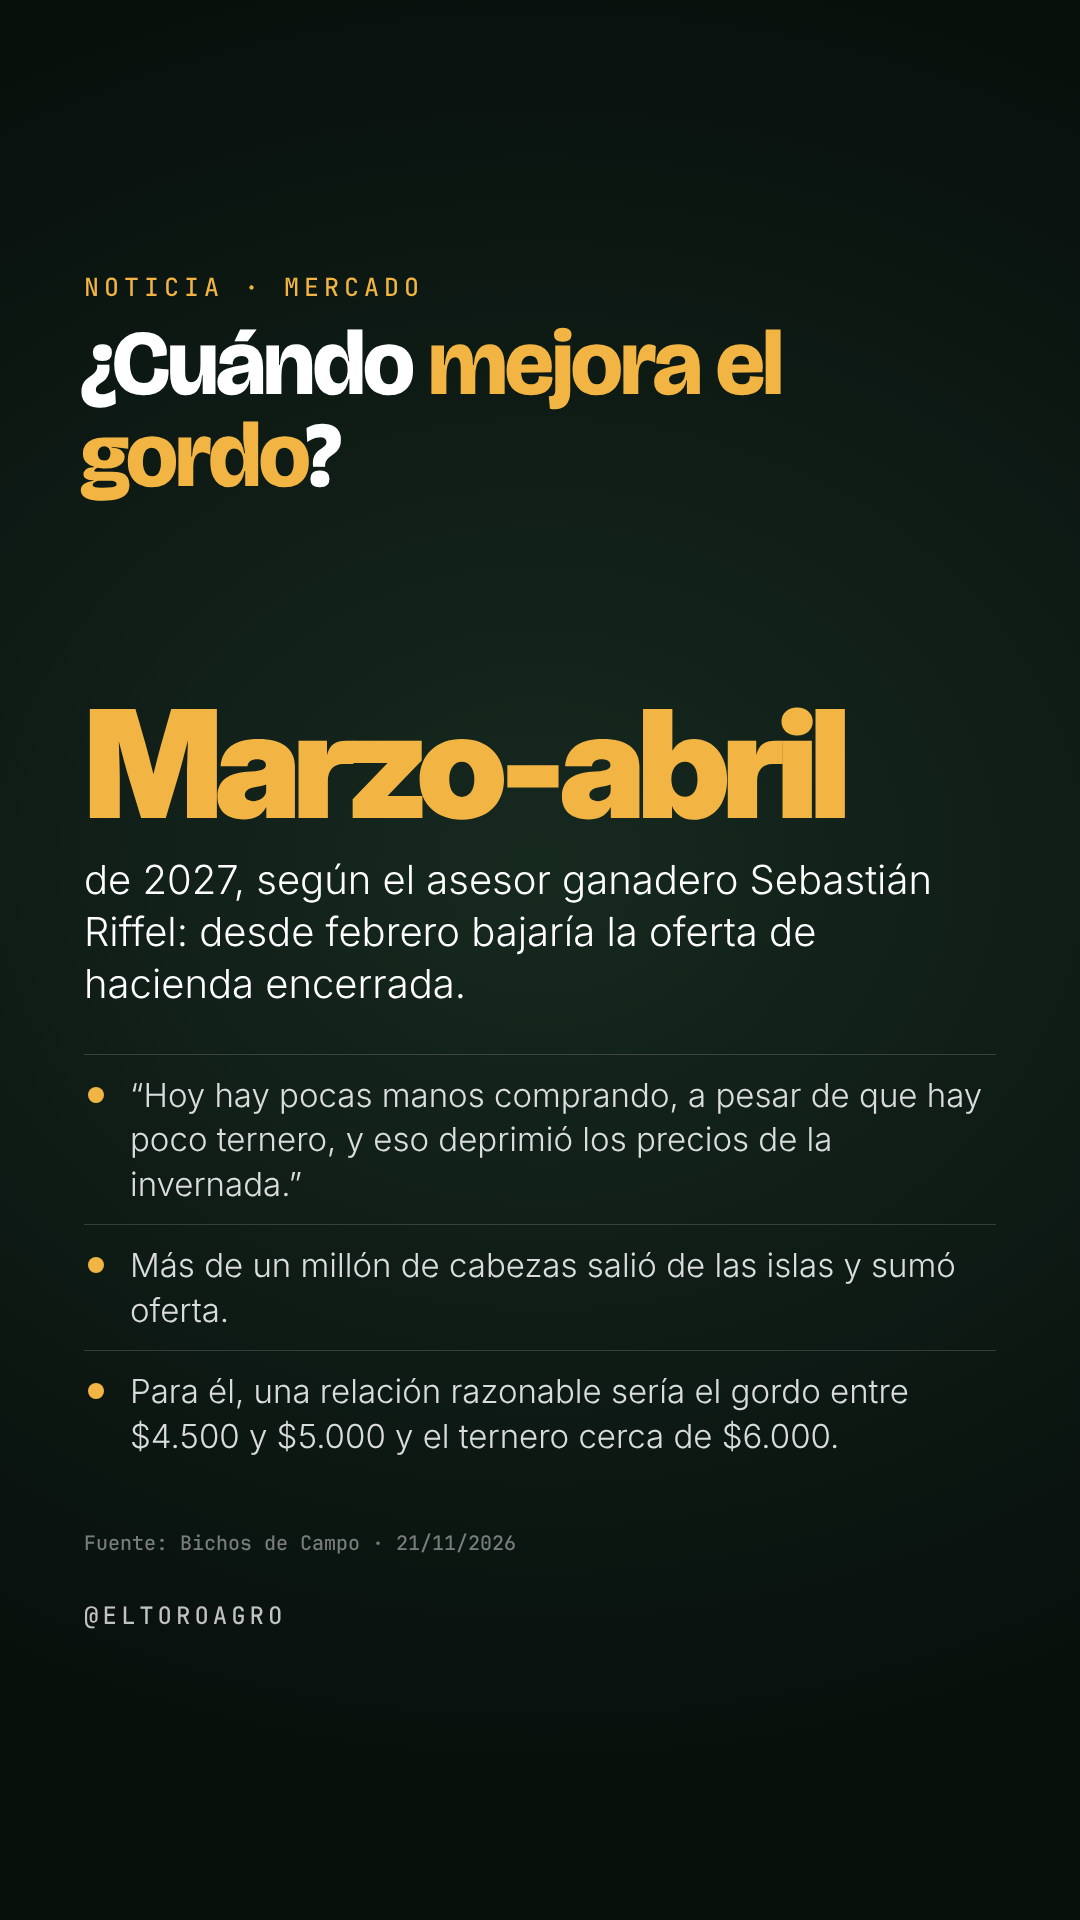 NOTICIA · MERCADO
¿Cuándo mejora el
gordo?
Marzo-abril
de 2027, según el asesor ganadero Sebastián
Riffel: desde febrero bajaría la oferta de
hacienda encerrada.
“Hoy hay pocas manos comprando, a pesar de que hay
poco ternero, y eso deprimió los precios de la
invernada.”
Más de un millón de cabezas salió de las islas y sumó
oferta.
Para él, una relación razonable sería el gordo entre
$4.500 y $5.000 y el ternero cerca de $6.000.
Fuente: Bichos de Campo · 21/11/2026
@ELTOROAGRO